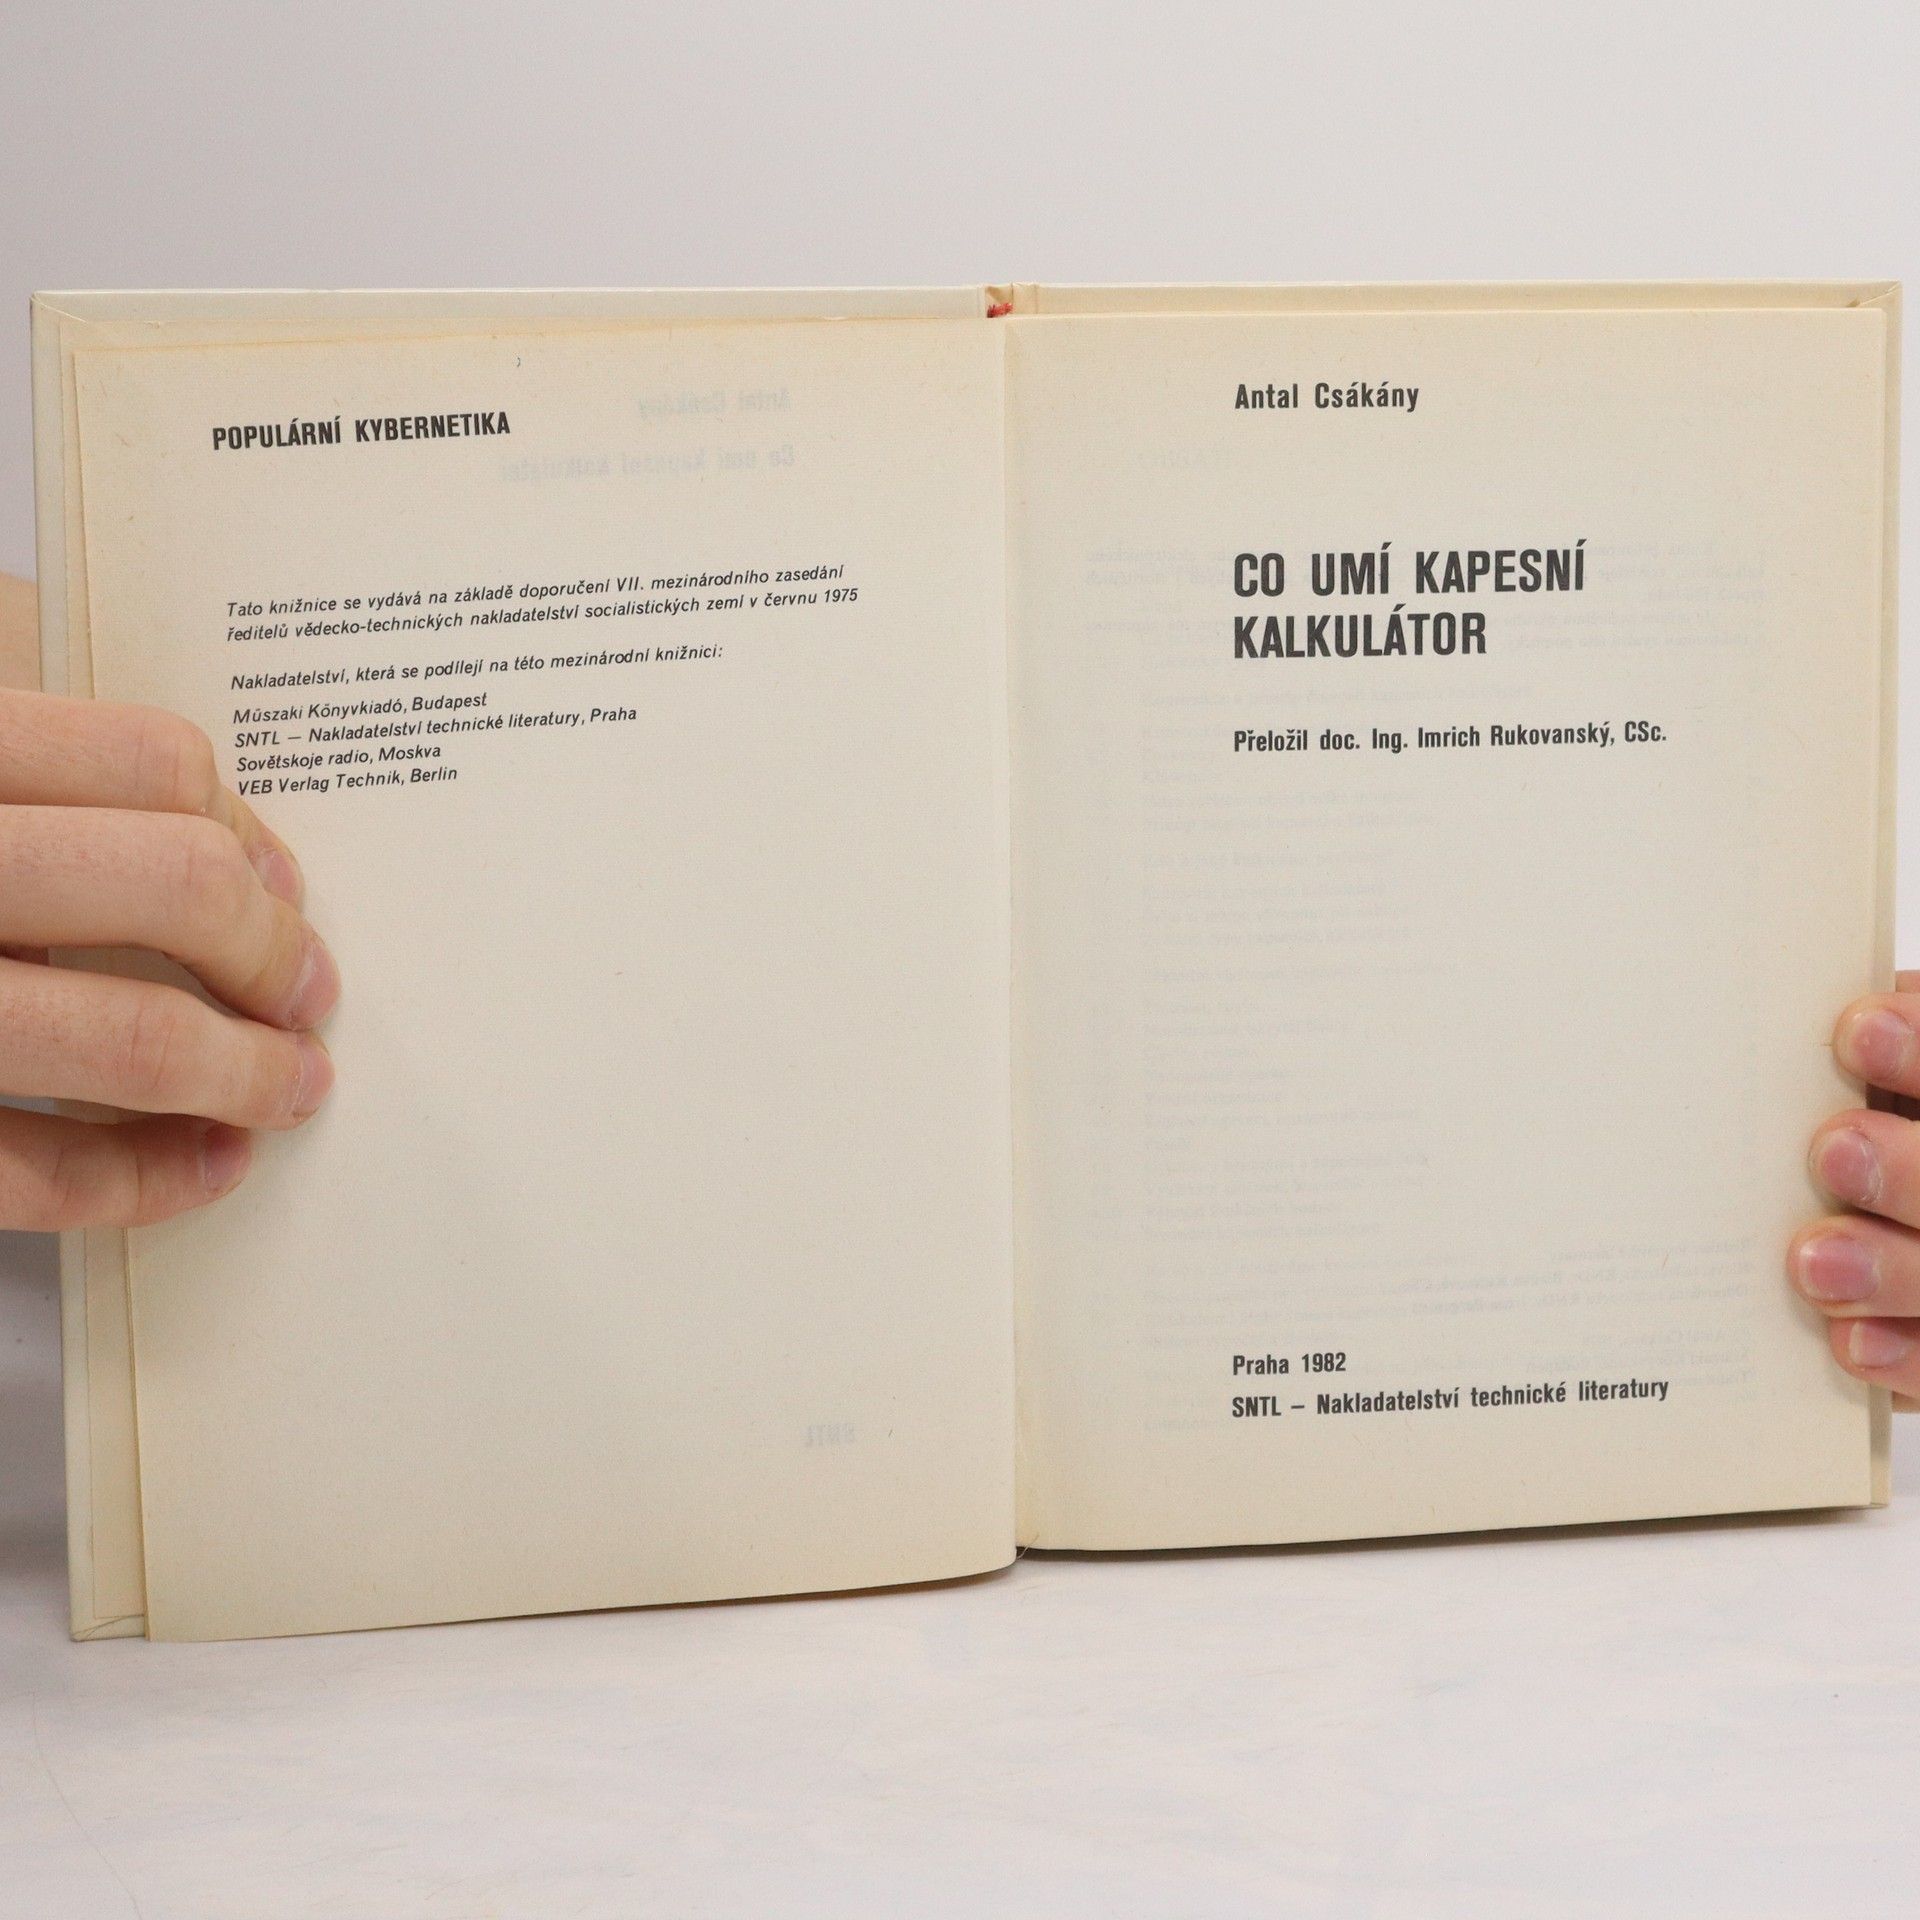 POPULÁRNÍ KYBERNETIKA
Tato knižnice se vydává na základě doporučení VII. mezinárodního zasedání
ředitelů vědecko-technických nakladatelství socialistických zemí v červnu 1975
Nakladatelství, která se podílejí na této mezinárodní knižnici:
Műszaki Kőnyvkiadó, Budapest
SNTL — Nakladatelství technické literatury, Praha
Sovětskoje radio, Moskva
VEB Verlag Technik, Berlin
Antal Csákány
CO UMÍ KAPESNÍ
KALKULÁTOR
Přeložil doc. Ing. Imrich Rukovanský, CSc.
Praha 1982
SNTL – Nakladatelství technické literatury